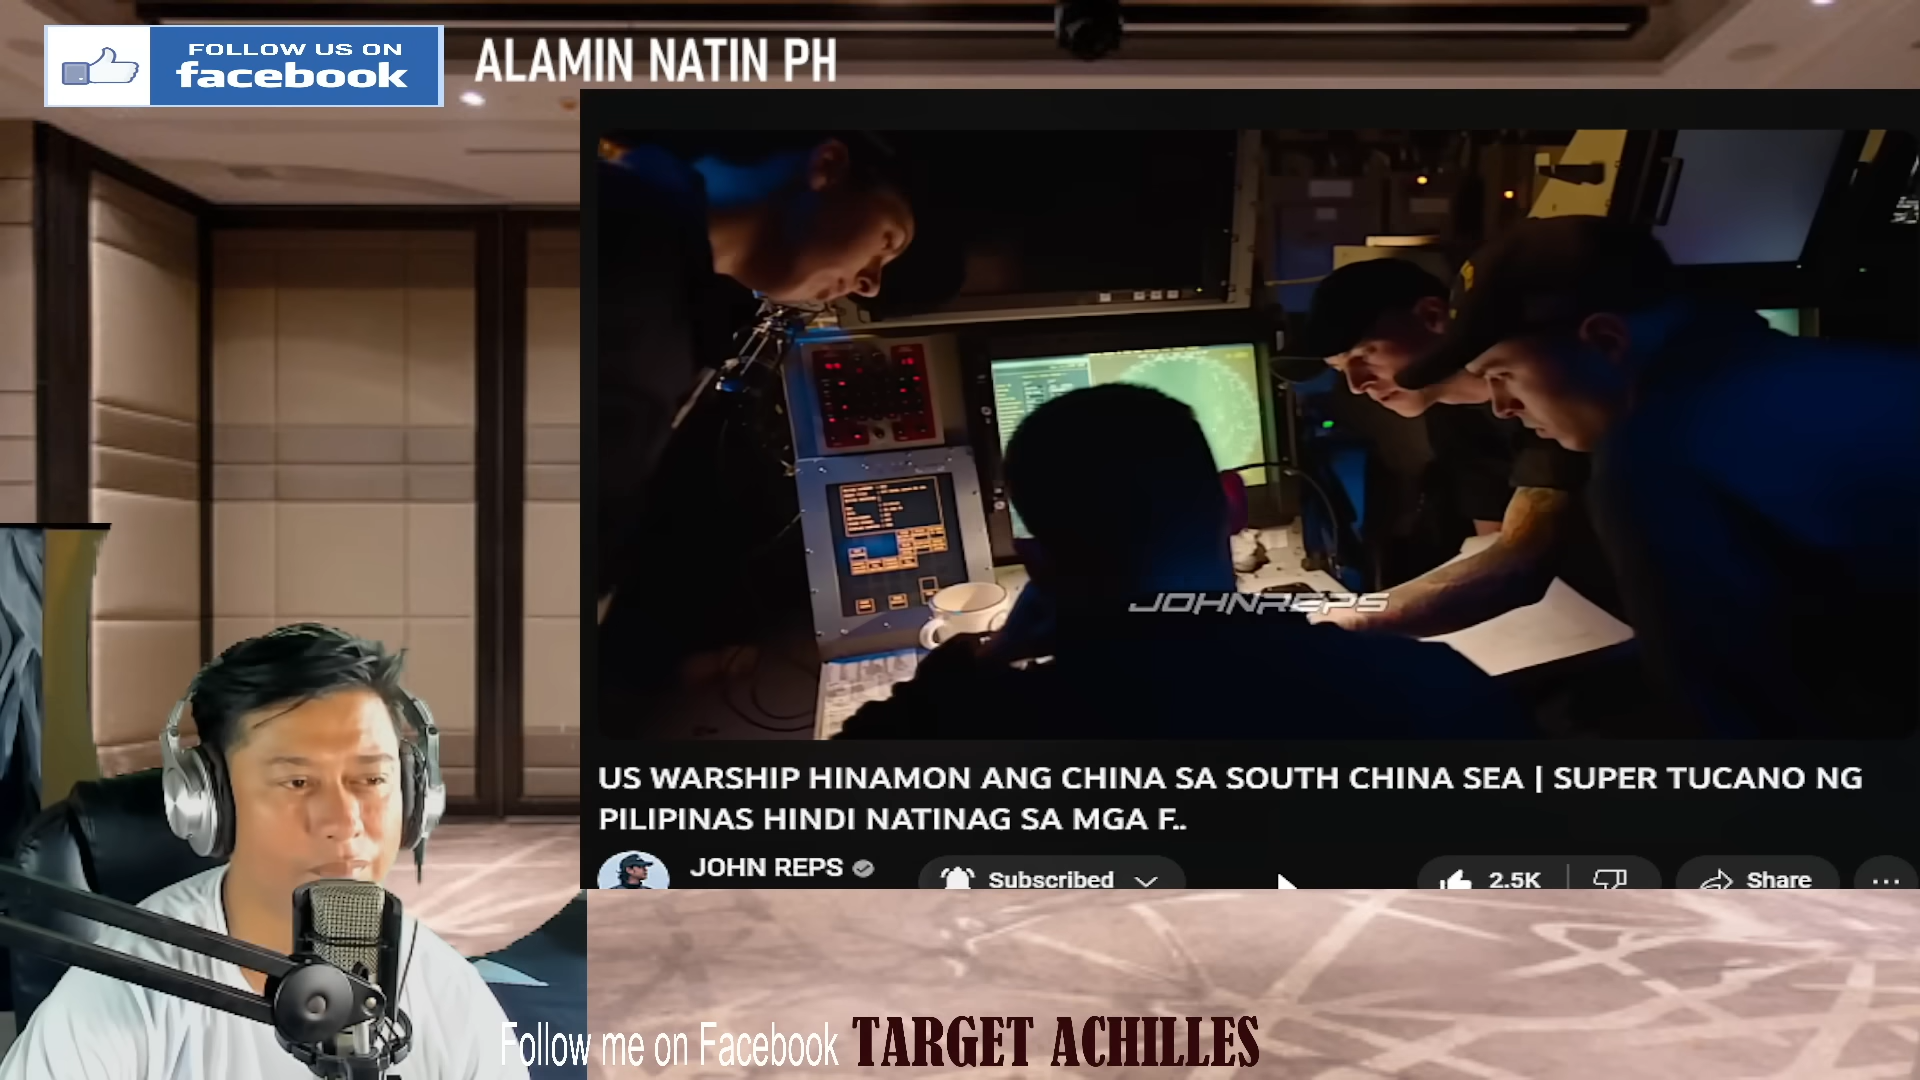 FOLLOW US ON
facebook
ALAMIN NATIN PH
JOHNREPS
US WARSHIP HINAMON ANG CHINA SA SOUTH CHINA SEA | SUPER TUCANO NG
PILIPINAS HINDI NATINAG SA MGA F..
JOHN REPS
Subscribed
2.5K
Share
Follow me on Facebook TARGET ACHILLES